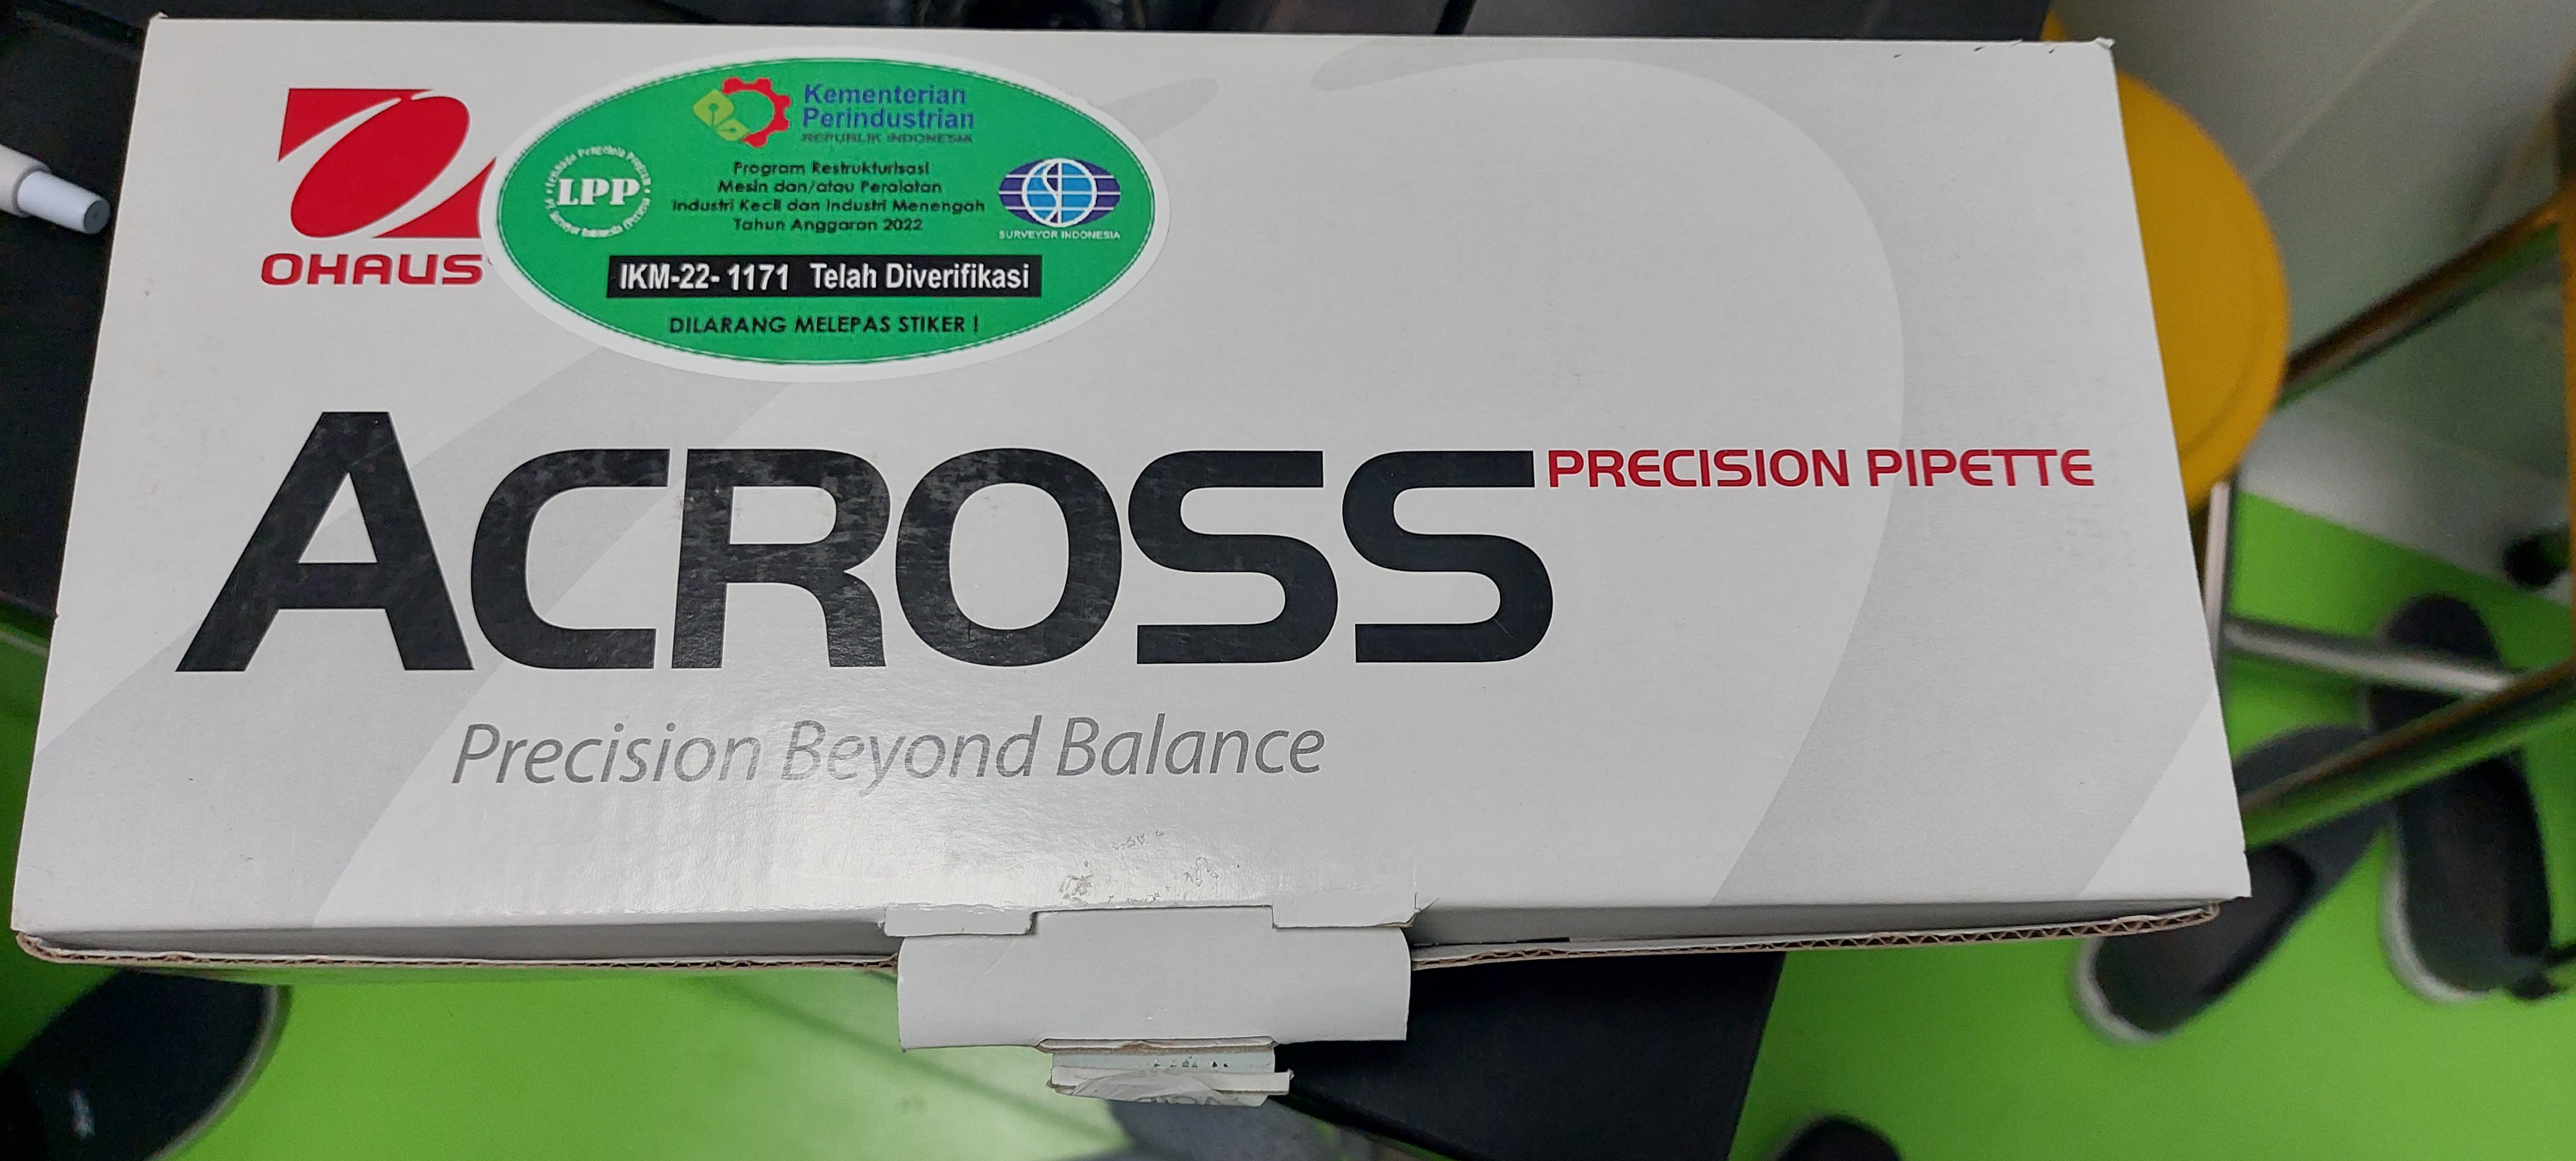 OHAUS
Kementerian
Perindustrian
REPUBLIK INDONESIA
LPP
Program Restrukturisasi
Mesin dan/atau Peralatan
Industri Kecil dan Industri Menengah
Tahun Anggaran 2022
SURVEYOR INDONESIA
IKM-22- 1171 Telah Diverifikasi
DILARANG MELEPAS STIKER !
ACROSS PRECISION PIPETTE
Precision Beyond Balance